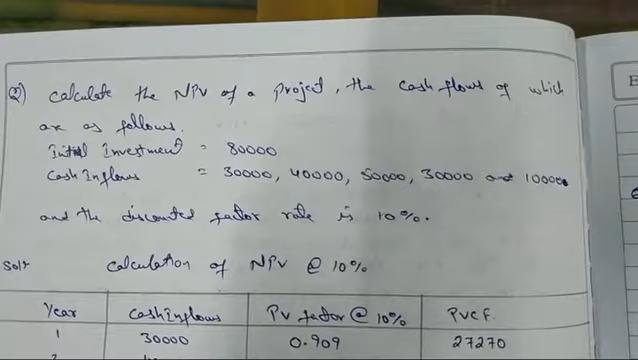 Q) Calculate the NPV of a Project, the cash flows of which
are as follows.
Initial Investment = 80000
Cash Inflows = 30000, 40000, 50000, 30000 and
and the discounted factor rate is 10%.
Soln Calculation of NPV @ 10%
Year Cash Inflows PV factor @ 10% PVCF.
1 30000 0.909 27270